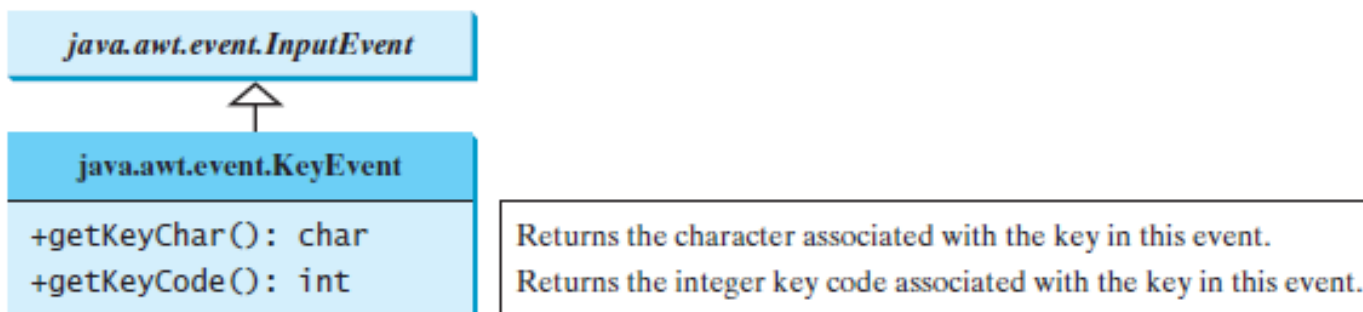 java.awt.event.InputEvent
java.awt.event.KeyEvent
+getKeyChar(): char
Returns the character associated with the key in this event.
+getKeyCode(): int
Returns the integer key code associated with the key in this event.